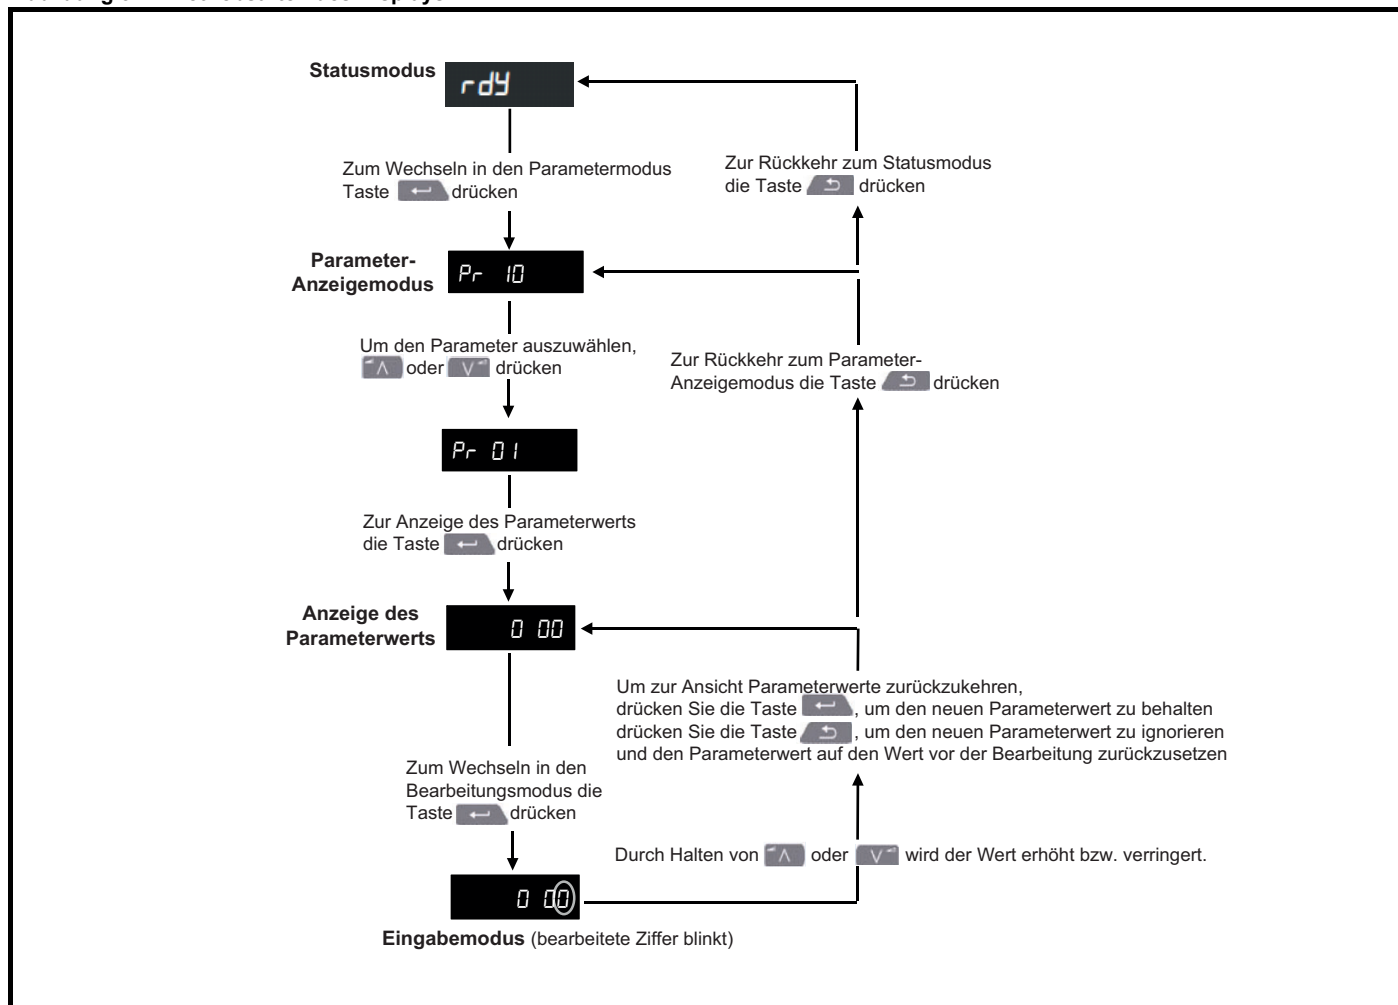 Statusmodus
rdy
Zum Wechseln in den Parametermodus
Taste drücken
Zur Rückkehr zum Statusmodus
die Taste drücken
Parameter-
Anzeigemodus
Pr 10
Um den Parameter auszuwählen,
oder drücken
Zur Rückkehr zum Parameter-
Anzeigemodus die Taste drücken
Pr 01
Zur Anzeige des Parameterwerts
die Taste drücken
Anzeige des
Parameterwerts
0 00
Um zur Ansicht Parameterwerte zurückzukehren,
drücken Sie die Taste , um den neuen Parameterwert zu behalten
drücken Sie die Taste , um den neuen Parameterwert zu ignorieren
und den Parameterwert auf den Wert vor der Bearbeitung zurückzusetzen
Zum Wechseln in den
Bearbeitungsmodus die
Taste drücken
Durch Halten von oder wird der Wert erhöht bzw. verringert.
0 00
Eingabemodus (bearbeitete Ziffer blinkt)